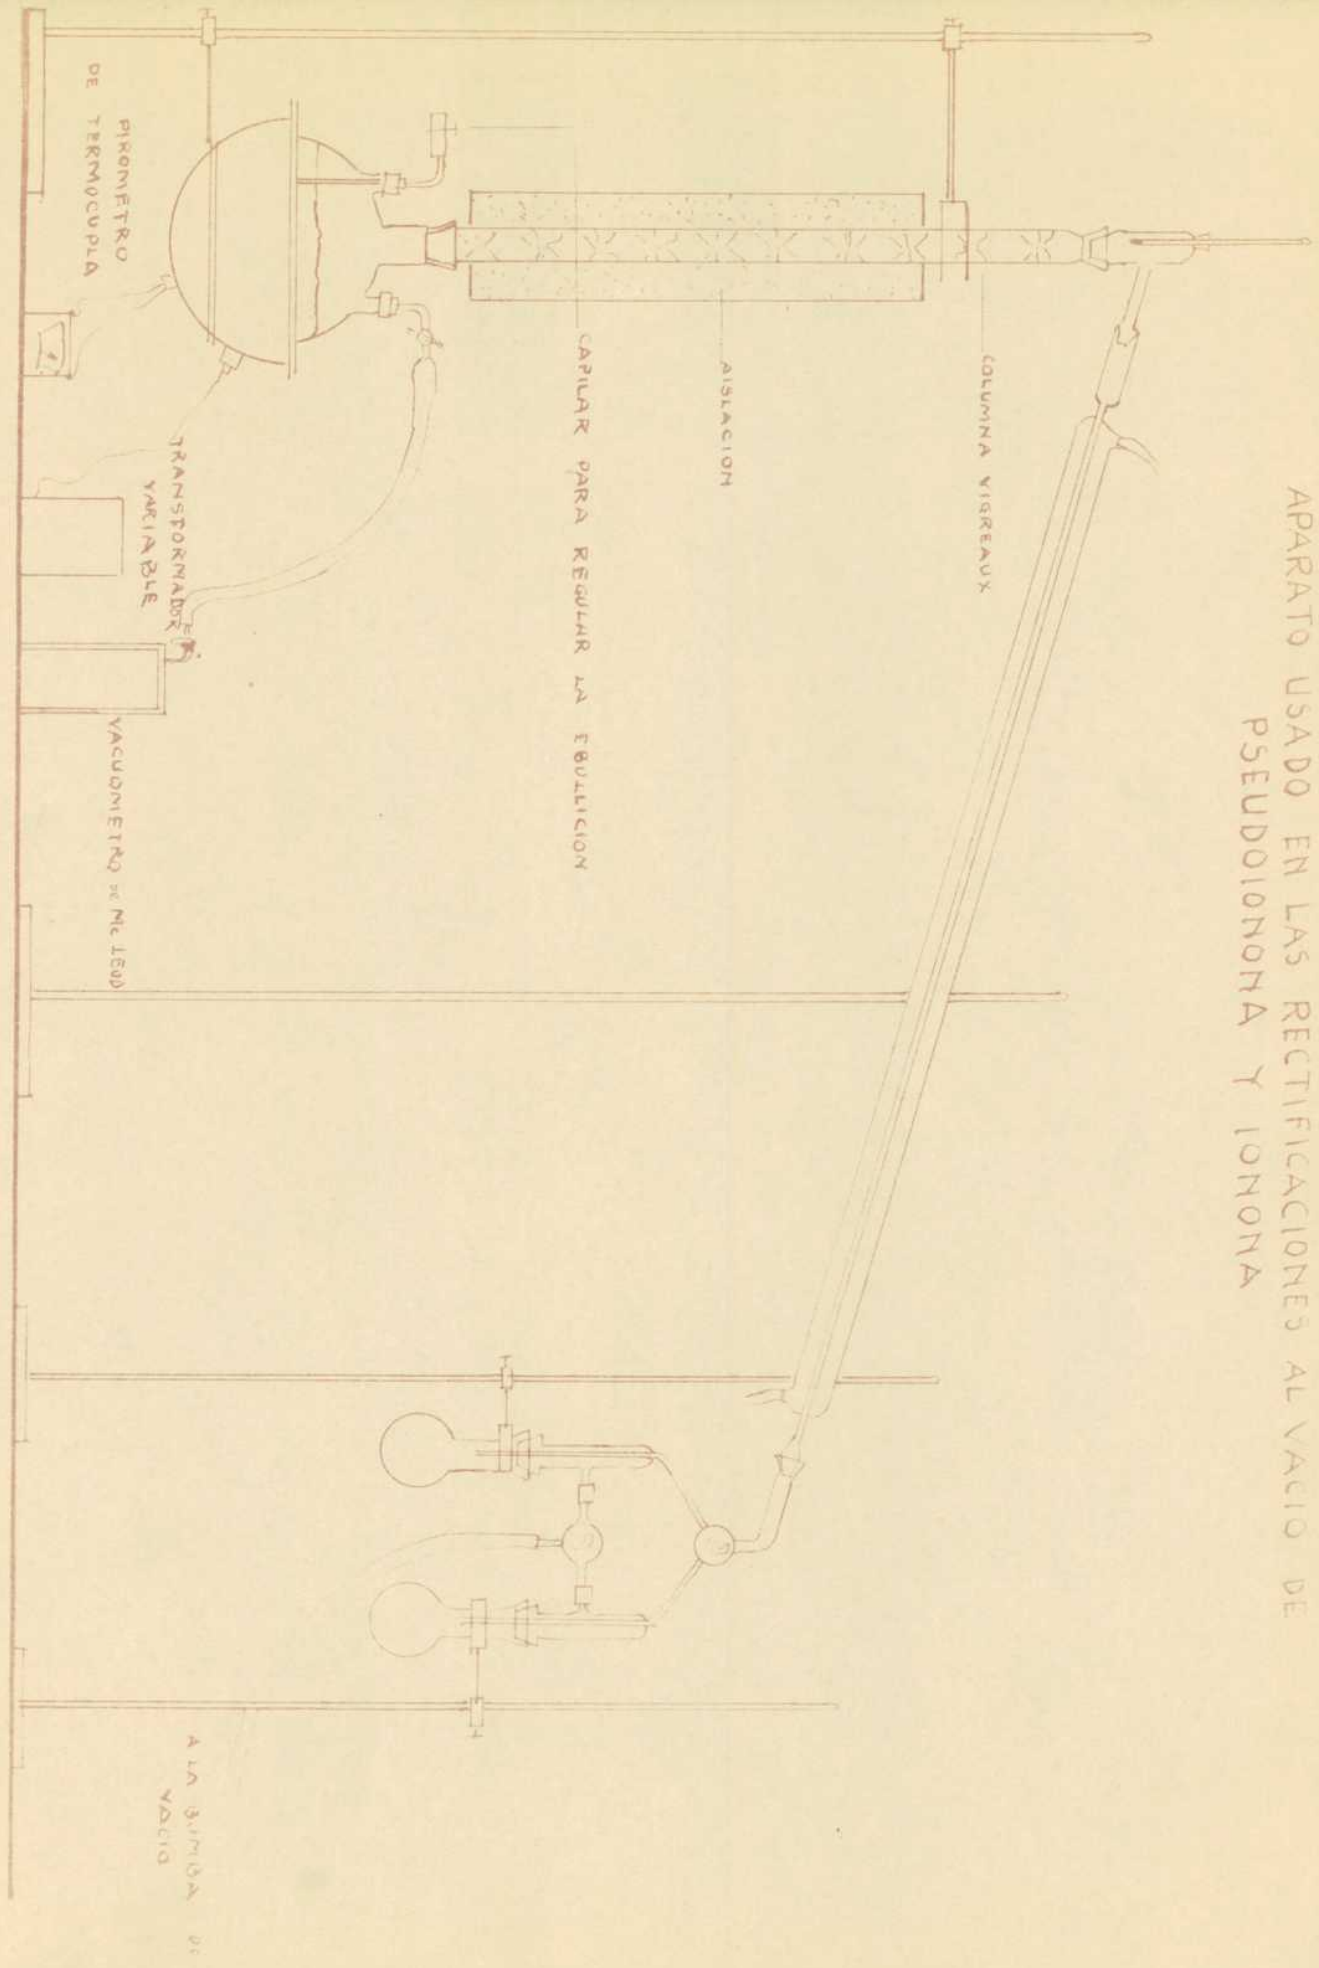 APARATO USADO EN LAS RECTIFICACIONES AL VACIO DE
PSEUDOIONONA Y IONONA
COLUMNA VIGREAUX
AISLACION
CAPILAR PARA REGULAR LA EBULLICION
TRANSFORMADOR
VARIABLE
PIROMETRO
DE TERMOCUPLA
VACUOMETRO DE Mc LEOD
A LA BOMBA DE
VACIO